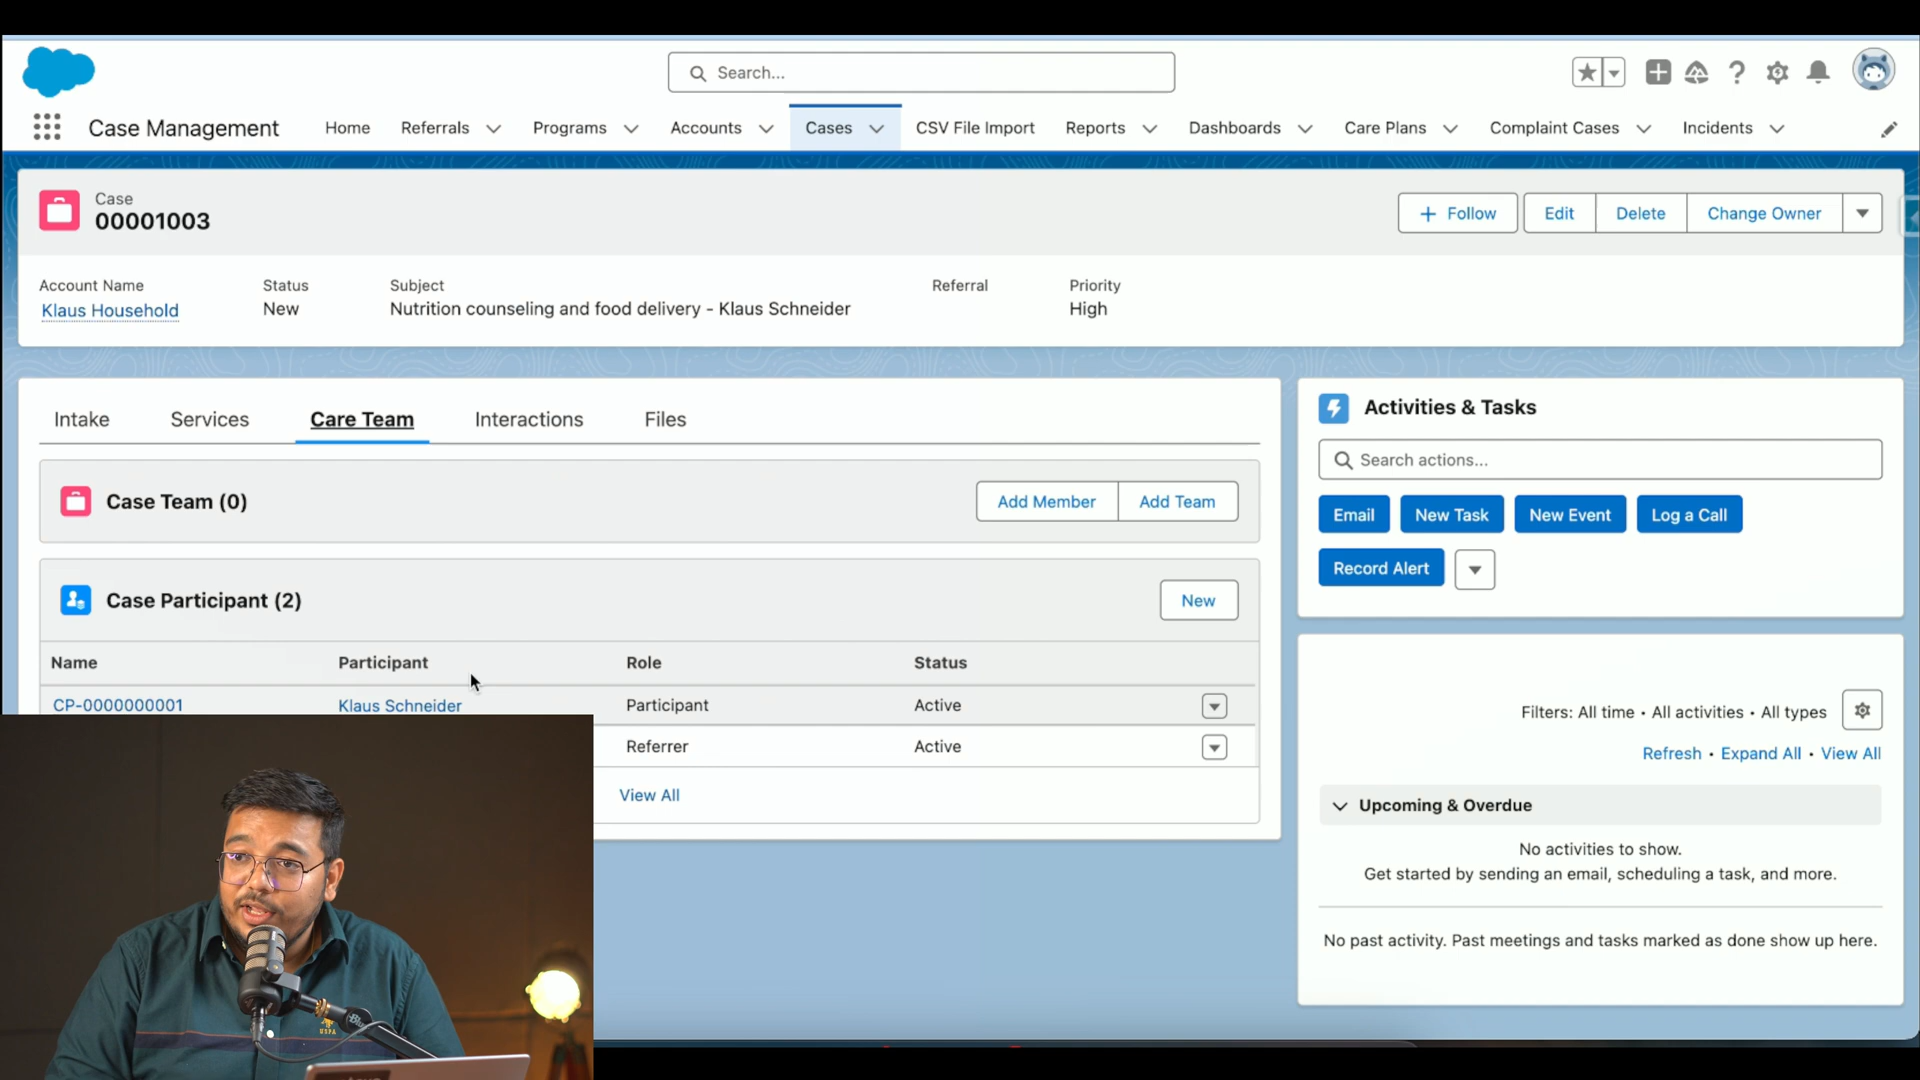 Search...
Case Management
Home
Referrals
Programs
Accounts
Cases
CSV File Import
Reports
Dashboards
Care Plans
Complaint Cases
Incidents
Case
00001003
Follow
Edit
Delete
Change Owner
Account Name
Klaus Household
Status
New
Subject
Nutrition counseling and food delivery - Klaus Schneider
Referral
Priority
High
Intake
Services
Care Team
Interactions
Files
Case Team (0)
Add Member
Add Team
Case Participant (2)
New
Name Participant Role Status
CP-0000000001 Klaus Schneider Participant Active
Referrer Active
View All
Activities & Tasks
Search actions...
Email
New Task
New Event
Log a Call
Record Alert
Filters: All time • All activities • All types
Refresh • Expand All • View All
Upcoming & Overdue
No activities to show.
Get started by sending an email, scheduling a task, and more.
No past activity. Past meetings and tasks marked as done show up here.
USPA
Blue